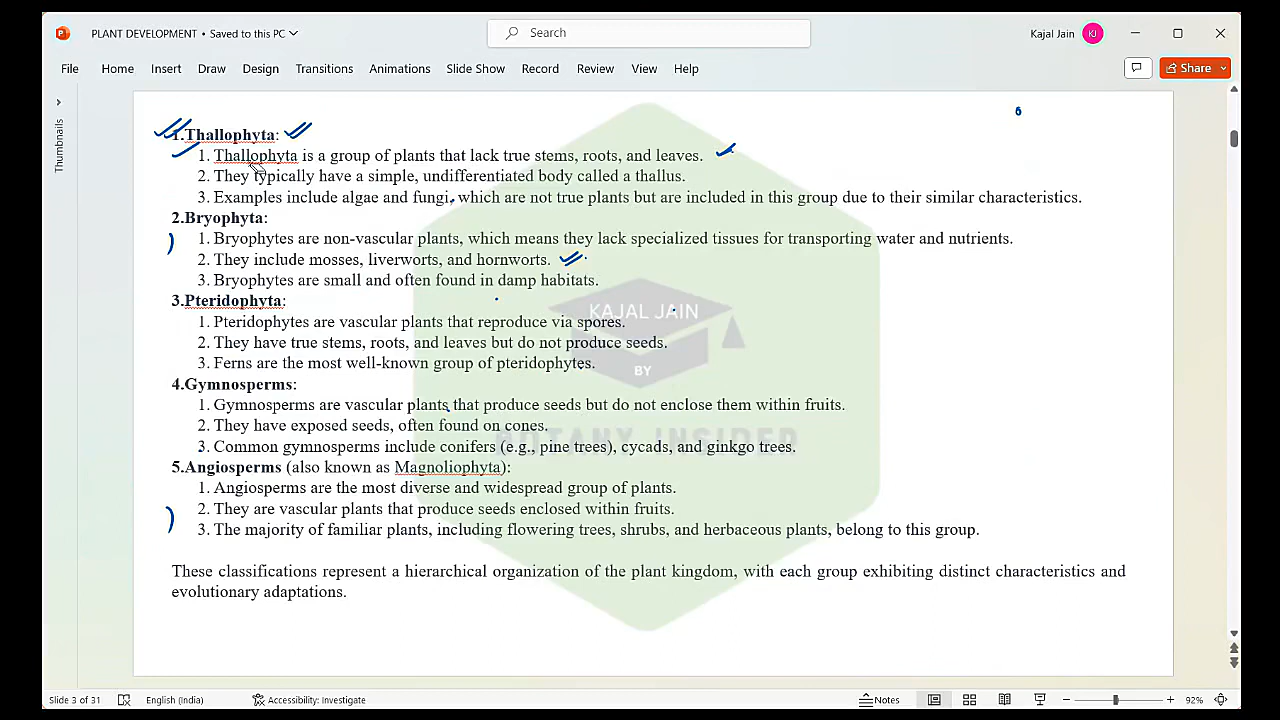 PLANT DEVELOPMENT • Saved to this PC
Search
Kajal Jain KJ
File Home Insert Draw Design Transitions Animations Slide Show Record Review View Help
Share
Thumbnails
6
1.Thallophyta:
1. Thallophyta is a group of plants that lack true stems, roots, and leaves.
2. They typically have a simple, undifferentiated body called a thallus.
3. Examples include algae and fungi, which are not true plants but are included in this group due to their similar characteristics.
2.Bryophyta:
1. Bryophytes are non-vascular plants, which means they lack specialized tissues for transporting water and nutrients.
2. They include mosses, liverworts, and hornworts.
3. Bryophytes are small and often found in damp habitats.
3.Pteridophyta:
KAJAL JAIN
1. Pteridophytes are vascular plants that reproduce via spores.
2. They have true stems, roots, and leaves but do not produce seeds.
3. Ferns are the most well-known group of pteridophytes.
BY
4.Gymnosperms:
1. Gymnosperms are vascular plants that produce seeds but do not enclose them within fruits.
2. They have exposed seeds, often found on cones.
BOTANY INSIDER
3. Common gymnosperms include conifers (e.g., pine trees), cycads, and ginkgo trees.
5.Angiosperms (also known as Magnoliophyta):
1. Angiosperms are the most diverse and widespread group of plants.
2. They are vascular plants that produce seeds enclosed within fruits.
3. The majority of familiar plants, including flowering trees, shrubs, and herbaceous plants, belong to this group.
These classifications represent a hierarchical organization of the plant kingdom, with each group exhibiting distinct characteristics and
evolutionary adaptations.
Slide 3 of 31 English (India) Accessibility: Investigate Notes 92%